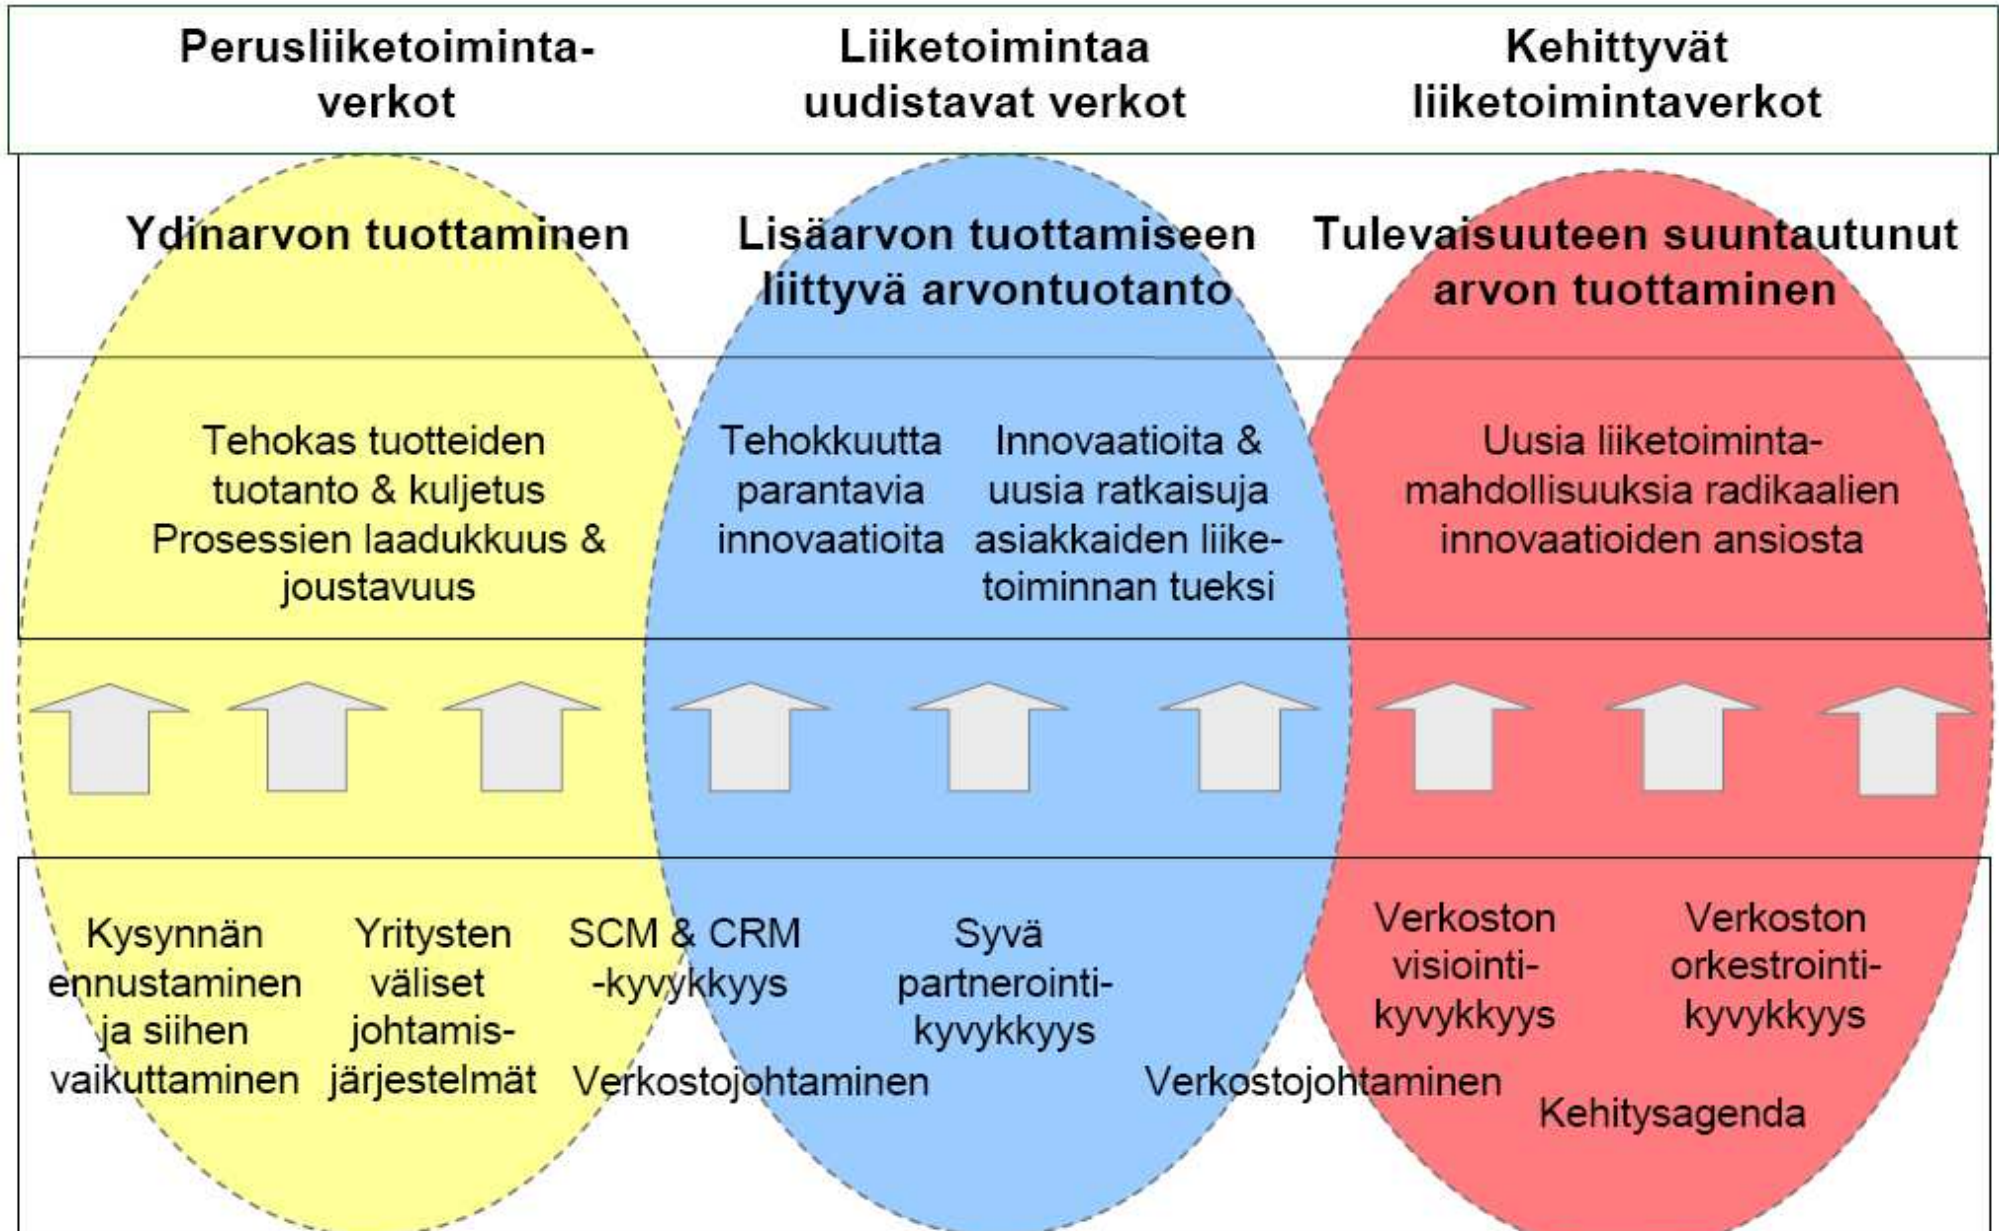 Perusliiketoiminta-
verkot
Liiketoimintaa
uudistavat verkot
Kehittyvät
liiketoimintaverkot
Ydinarvon tuottaminen
Lisäarvon tuottamiseen
liittyvä arvontuotanto
Tulevaisuuteen suuntautunut
arvon tuottaminen
Tehokas tuotteiden
tuotanto & kuljetus
Prosessien laadukkuus &
joustavuus
Tehokkuutta
parantavia
innovaatioita
Innovaatioita &
uusia ratkaisuja
asiakkaiden liike-
toiminnan tueksi
Uusia liiketoiminta-
mahdollisuuksia radikaalien
innovaatioiden ansiosta
Kysynnän
ennustaminen
ja siihen
vaikuttaminen
Yritysten
väliset
johtamis-
järjestelmät
SCM & CRM
-kyvykkyys
Verkostojohtaminen
Syvä
partnerointi-
kyvykkyys
Verkostojohtaminen
Verkoston
visiointi-
kyvykkyys
Verkoston
orkestrointi-
kyvykkyys
Kehitysagenda